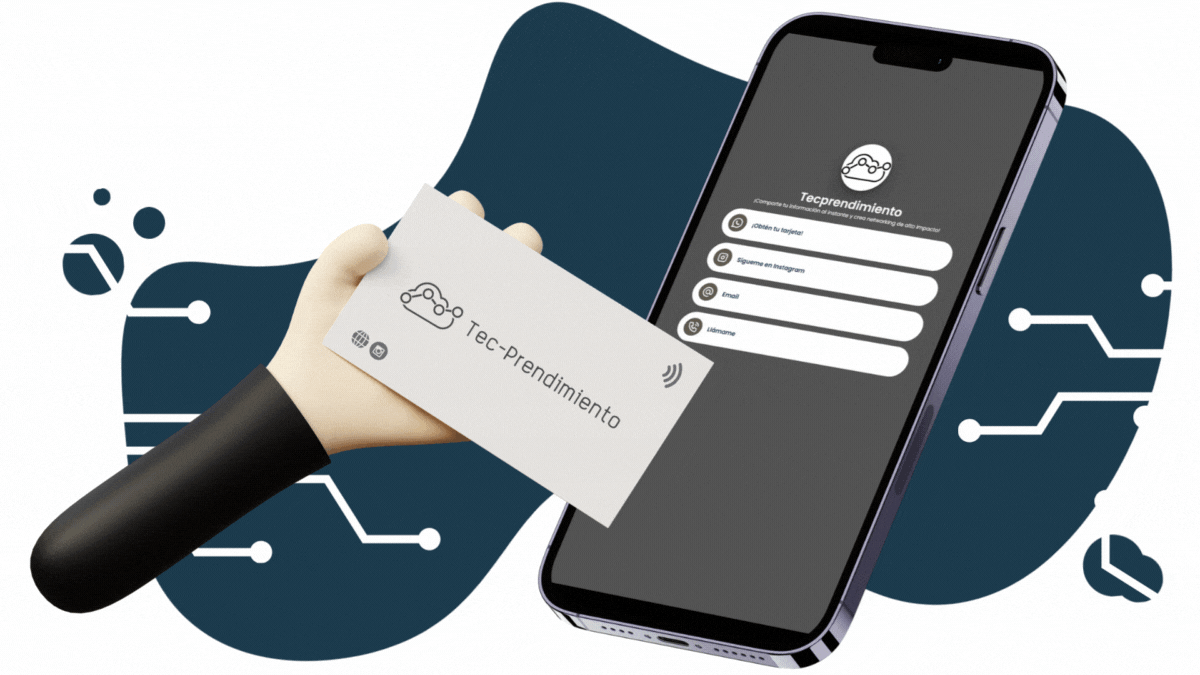 Tec-Prendimiento
Tecprendimiento
¡Comparte tu información al instante y crea networking de alto impacto!
¡Obtén tu tarjeta!
Sígueme en Instagram
Email
Llámame